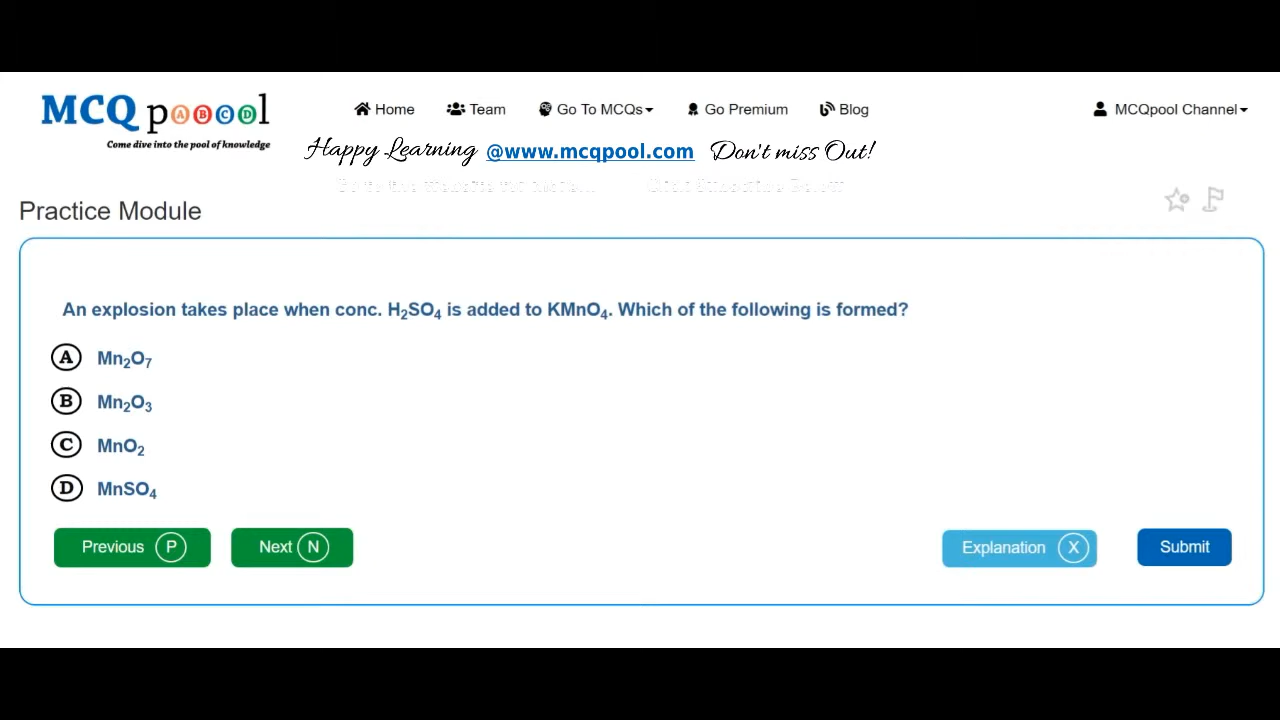 MCQ pooool
Come dive into the pool of knowledge
Home Team Go To MCQs Go Premium Blog MCQpool Channel
Happy Learning @www.mcqpool.com Don't miss Out!
Practice Module
An explosion takes place when conc. H₂SO₄ is added to KMnO₄. Which of the following is formed?
A Mn₂O₇
B Mn₂O₃
C MnO₂
D MnSO₄
Previous P Next N Explanation X Submit